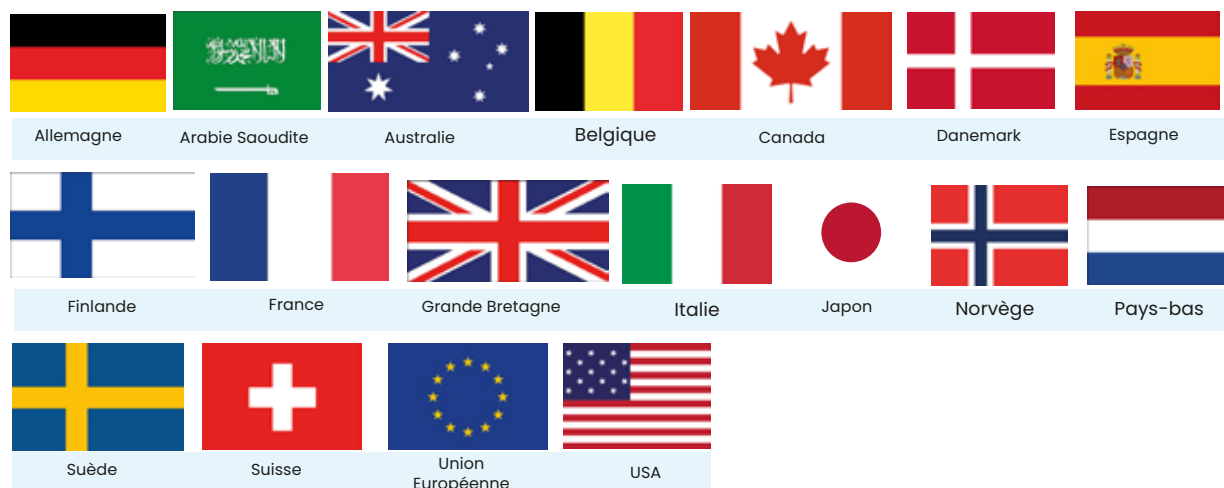 Allemagne
Arabie Saoudite
Australie
Belgique
Canada
Danemark
Espagne
Finlande
France
Grande Bretagne
Italie
Japon
Norvège
Pays-bas
Suède
Suisse
Union
Européenne
USA